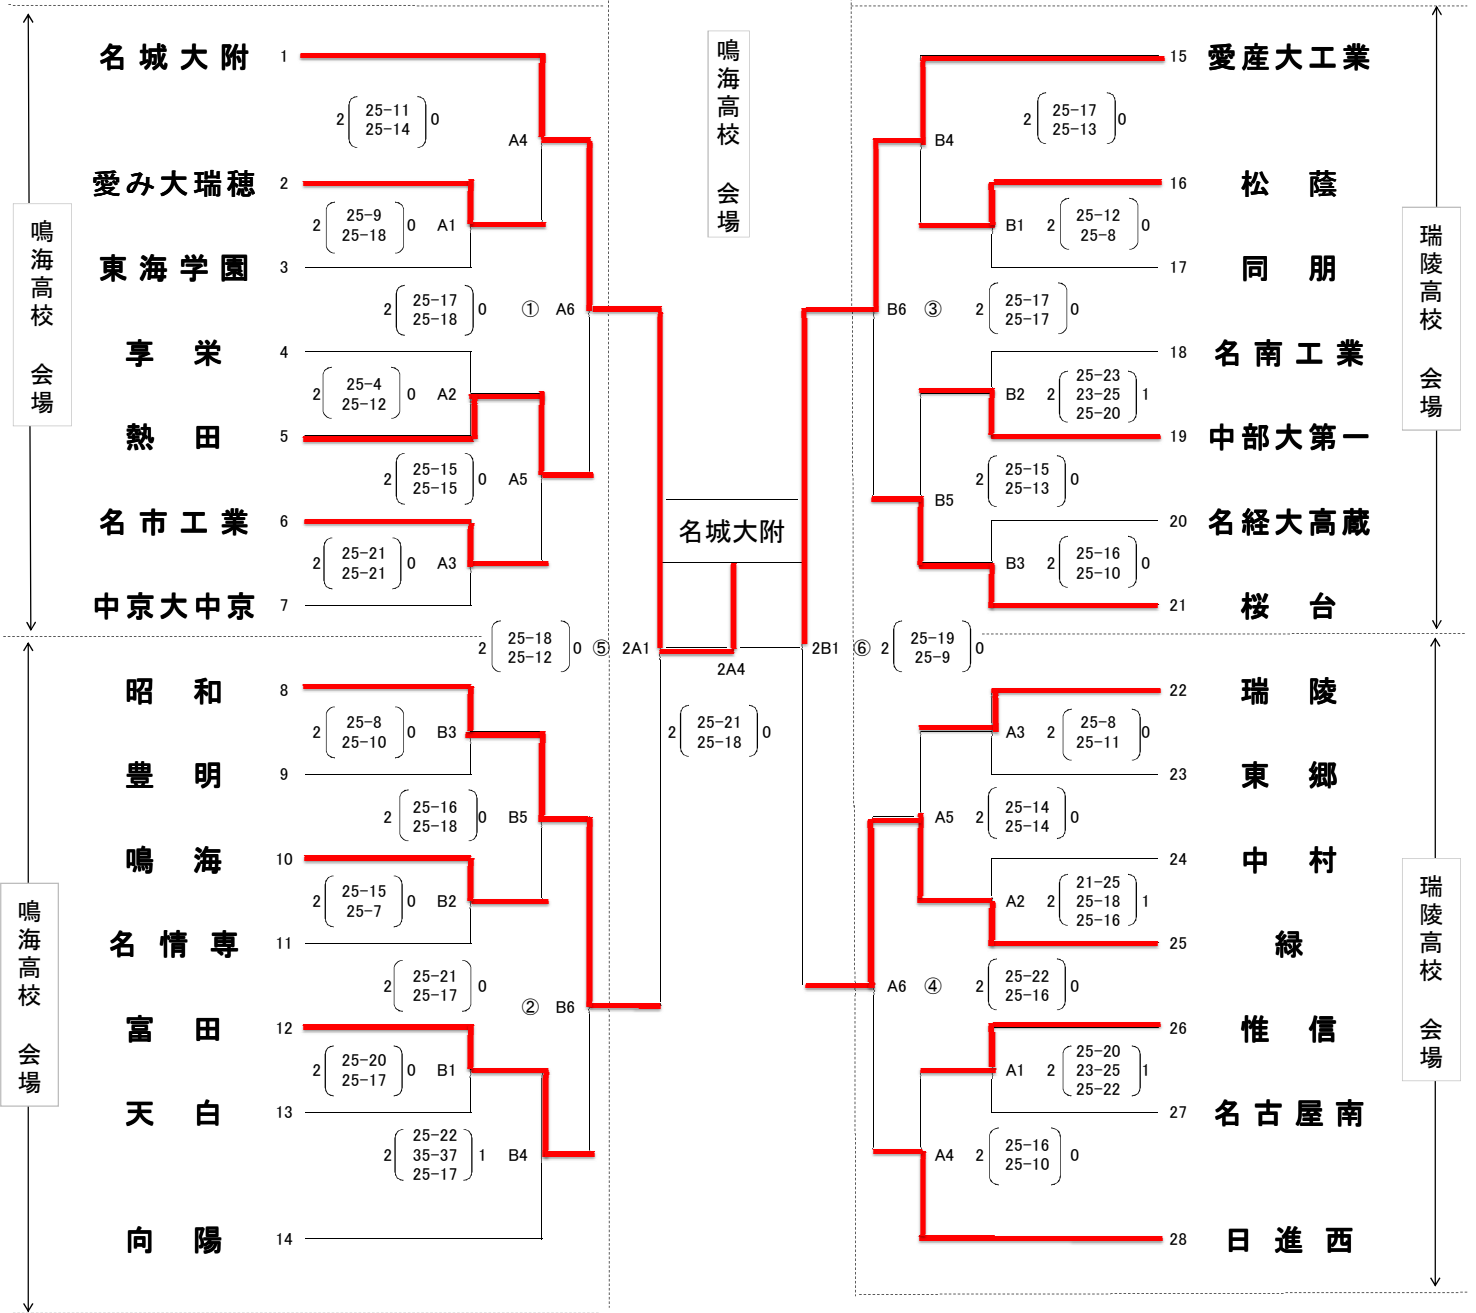 鳴海高校 会場
名城大附 1
2 25-11 0
25-14
A4
愛み大瑞穂 2
2 25-9 0 A1
25-18
東海学園 3
2 25-17 0 ① A6
25-18
享栄 4
2 25-4 0 A2
25-12
熱田 5
2 25-15 0 A5
25-15
名市工業 6
2 25-21 0 A3
25-21
中京大中京 7
2 25-18 0 ⑤ 2A1
25-12
鳴海高校 会場
昭和 8
2 25-8 0 B3
25-10
豊明 9
2 25-16 0 B5
25-18
鳴海 10
2 25-15 0 B2
25-7
名情専 11
2 25-21 0 ② B6
25-17
富田 12
2 25-20 0 B1
25-17
天白 13
2 25-22 1 B4
35-37
25-17
向陽 14
鳴海高校 会場
名城大附
2A4
2 25-21 0
25-18
瑞陵高校 会場
15 愛産大工業
B4 2 25-17 0
25-13
16 松蔭
B1 2 25-12 0
25-8
17 同朋
B6 ③ 2 25-17 0
25-17
18 名南工業
B2 2 25-23 1
23-25
25-20
19 中部大第一
B5 2 25-15 0
25-13
20 名経大高蔵
B3 2 25-16 0
25-10
21 桜台
2B1 ⑥ 2 25-19 0
25-9
瑞陵高校 会場
22 瑞陵
A3 2 25-8 0
25-11
23 東郷
A5 2 25-14 0
25-14
24 中村
A2 2 21-25 1
25-18
25-16
25 緑
A6 ④ 2 25-22 0
25-16
26 惟信
A1 2 25-20 1
23-25
25-22
27 名古屋南
A4 2 25-16 0
25-10
28 日進西